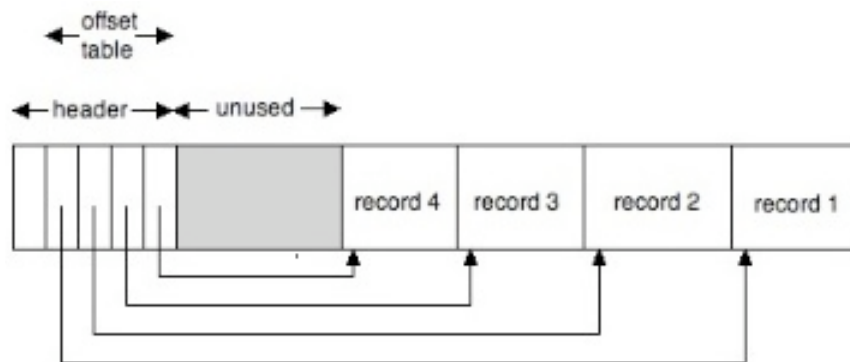 offset
table
header
unused
record 4
record 3
record 2
record 1